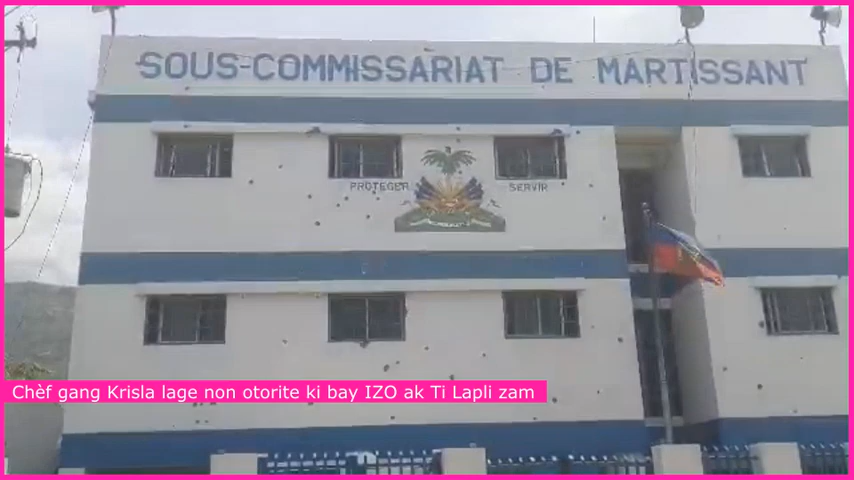 SOUS-COMMISSARIAT DE MARTISSANT
PROTEGER SERVIR
Chèf gang Krisla lage non otorite ki bay IZO ak Ti Lapli zam